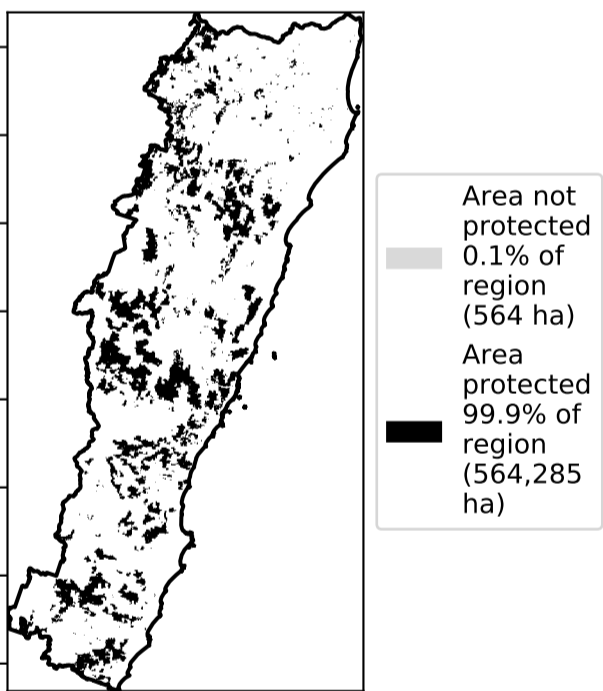 Area not
protected
0.1% of
region
(564 ha)
Area
protected
99.9% of
region
(564,285
ha)